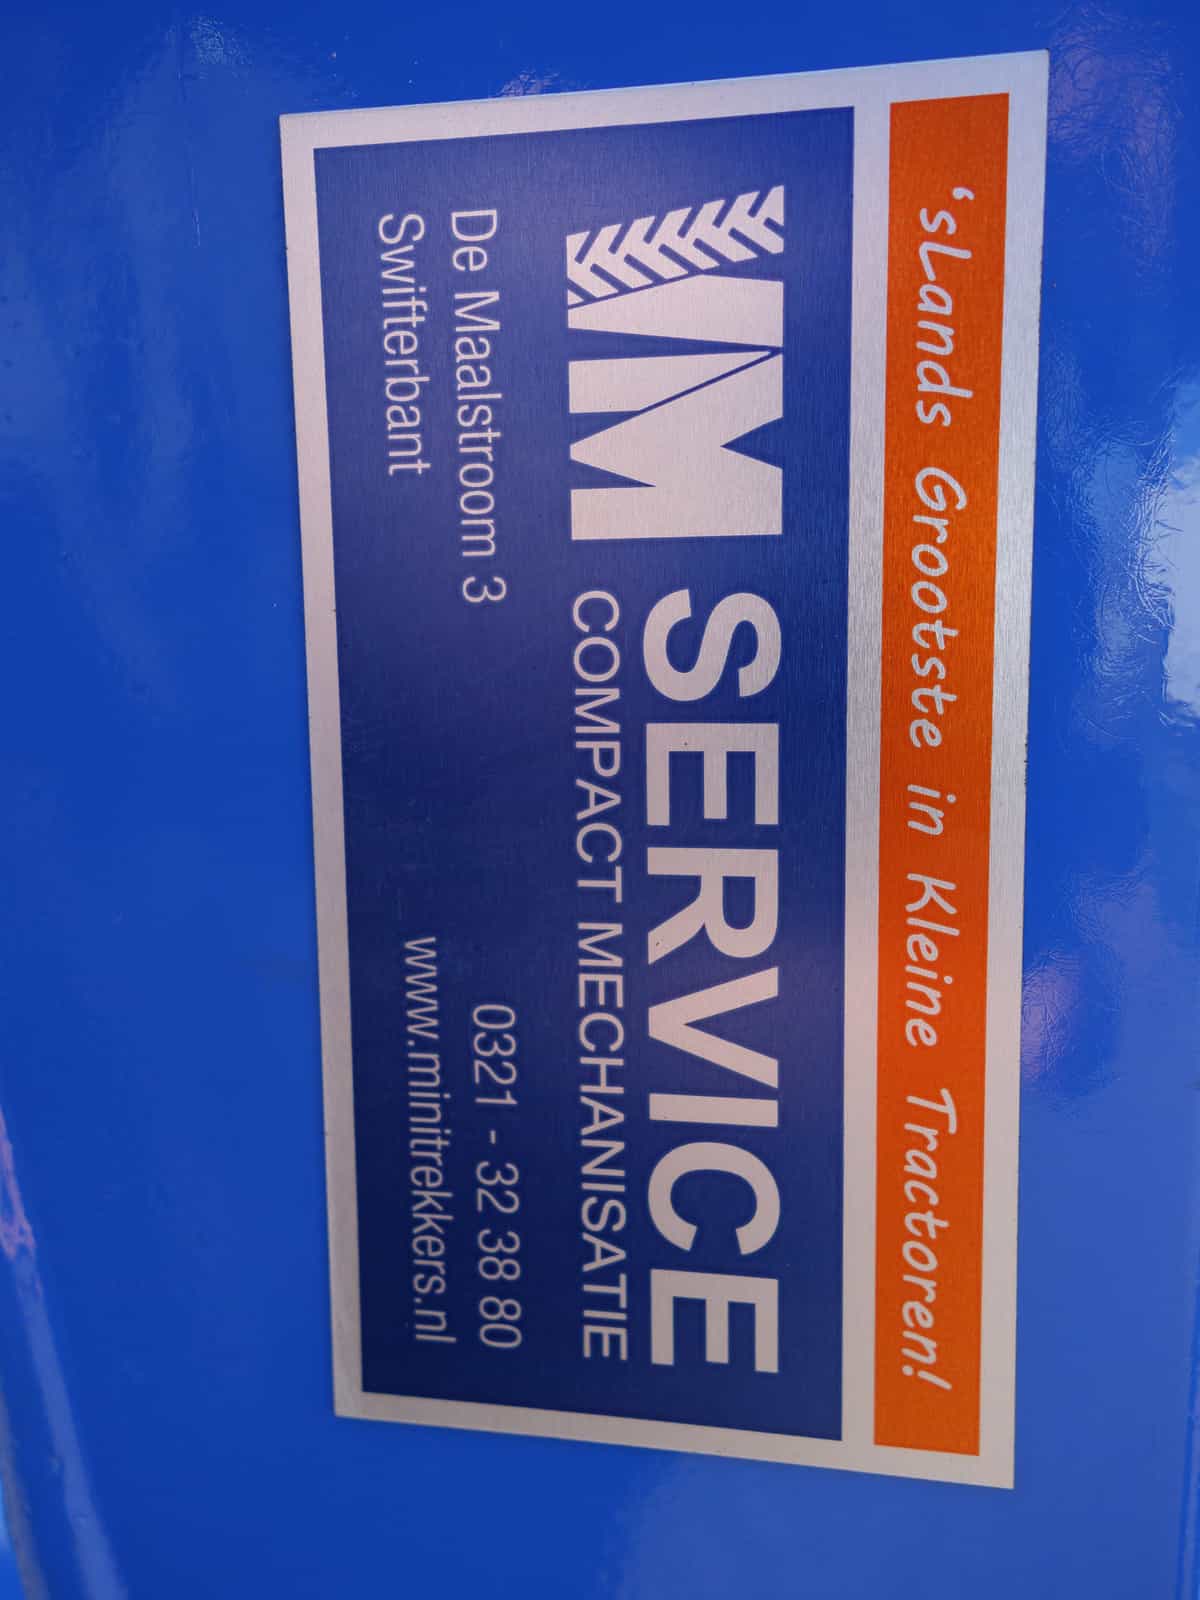 'sLands Grootste in Kleine Tractoren!
VM SERVICE
COMPACT MECHANISATIE
De Maalstroom 3
Swifterbant
0321 - 32 38 80
www.minitrekkers.nl